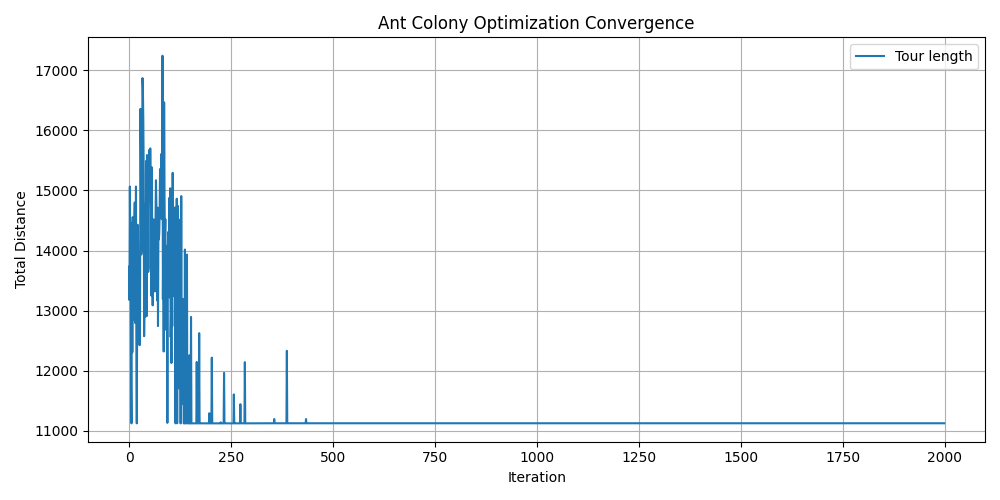 Ant Colony Optimization Convergence
Tour length
17000
16000
15000
14000
13000
12000
11000
Total Distance
0 250 500 750 1000 1250 1500 1750 2000
Iteration